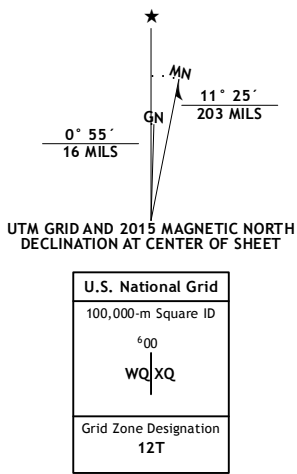 MN
GN
11° 25´
203 MILS
0° 55´
16 MILS
UTM GRID AND 2015 MAGNETIC NORTH
DECLINATION AT CENTER OF SHEET
U.S. National Grid
100,000-m Square ID
⁶00
WQ XQ
Grid Zone Designation
12T